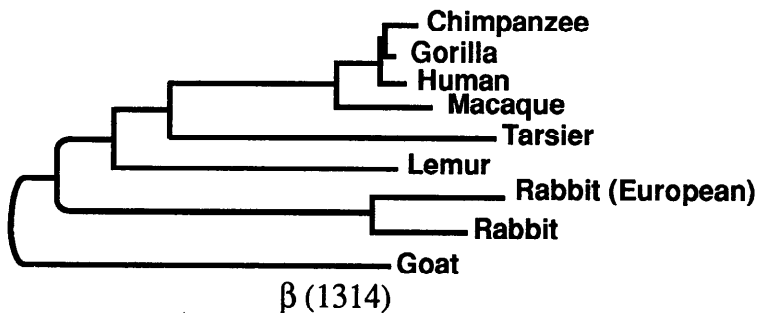 Chimpanzee
Gorilla
Human
Macaque
Tarsier
Lemur
Rabbit (European)
Rabbit
Goat
β (1314)